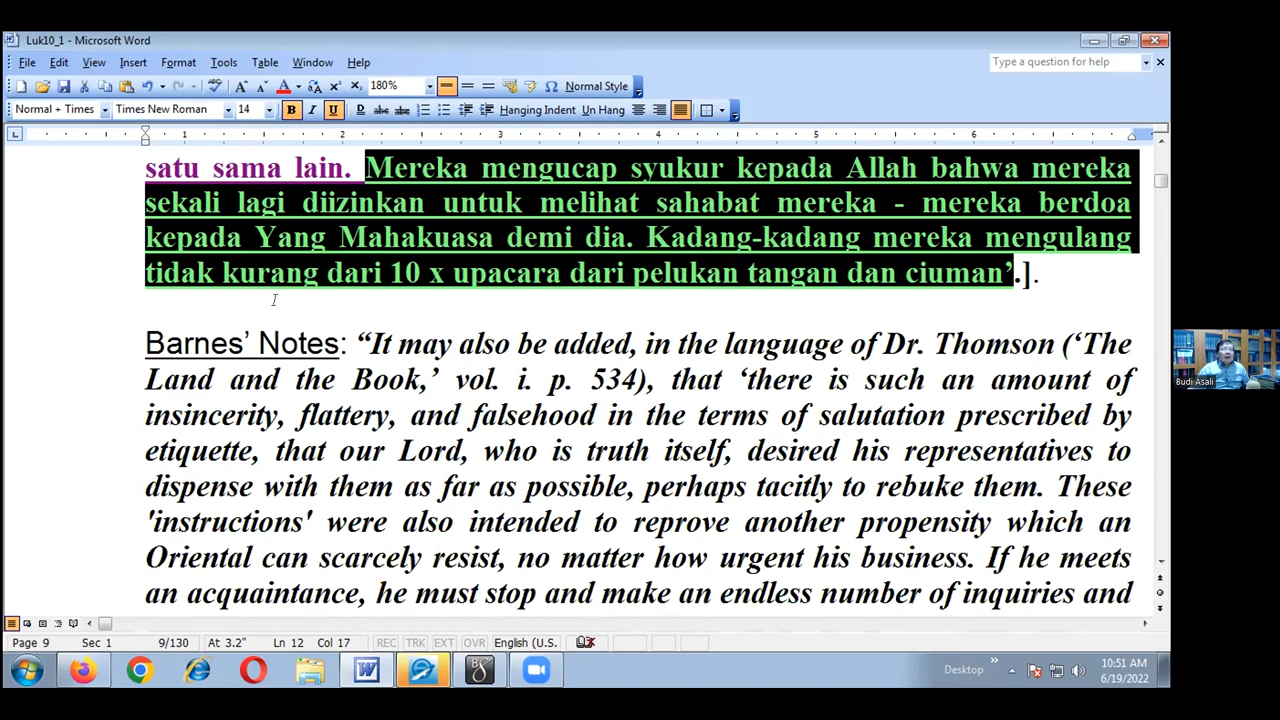 Luk10_1 - Microsoft Word
File Edit View Insert Format Tools Table Window Help
Type a question for help
180% Normal Style
Normal + Times Times New Roman 14 B I U abc abc Hanging Indent Un Hang
1 2 3 4 5 6
satu sama lain. Mereka mengucap syukur kepada Allah bahwa mereka
sekali lagi diizinkan untuk melihat sahabat mereka - mereka berdoa
kepada Yang Mahakuasa demi dia. Kadang-kadang mereka mengulang
tidak kurang dari 10 x upacara dari pelukan tangan dan ciuman’.].
Barnes’ Notes: “It may also be added, in the language of Dr. Thomson (‘The
Land and the Book,’ vol. i. p. 534), that ‘there is such an amount of
insincerity, flattery, and falsehood in the terms of salutation prescribed by
etiquette, that our Lord, who is truth itself, desired his representatives to
dispense with them as far as possible, perhaps tacitly to rebuke them. These
'instructions' were also intended to reprove another propensity which an
Oriental can scarcely resist, no matter how urgent his business. If he meets
an acquaintance, he must stop and make an endless number of inquiries and
Budi Asali
Page 9 Sec 1 9/130 At 3.2" Ln 12 Col 17 REC TRK EXT OVR English (U.S.
Desktop » 10:51 AM
6/19/2022